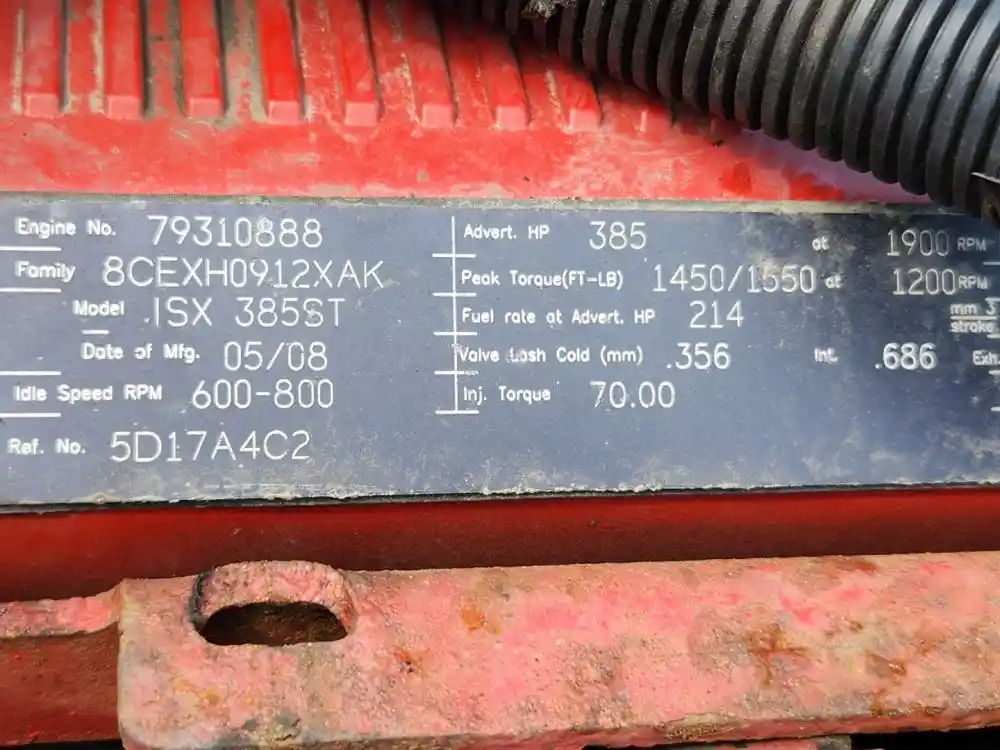 Engine No. 79310888
Family 8CEXH0912XAK
Model ISX 385ST
Date of Mfg. 05/08
Idle Speed RPM 600-800
Ref. No. 5D17A4C2
Advert. HP 385 at 1900 RPM
Peak Torque(FT-LB) 1450/1550 at 1200 RPM
Fuel rate at Advert. HP 214 mm 3 stroke
Valve Lash Cold (mm) .356 Int. .686 Exh.
Inj. Torque 70.00